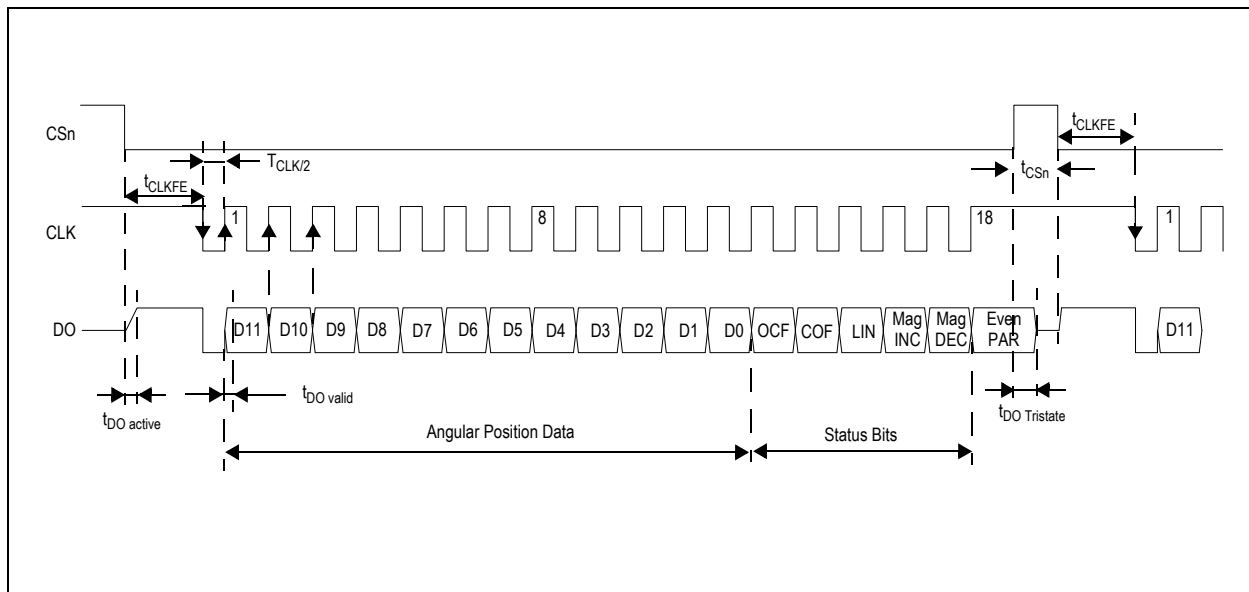 CSn
tCLKFE
TCLK/2
tCLKFE
tCSn
CLK
1
8
18
1
DO
D11
D10
D9
D8
D7
D6
D5
D4
D3
D2
D1
D0
OCF
COF
LIN
Mag
INC
Mag
DEC
Even
PAR
D11
tDO active
tDO valid
tDO Tristate
Angular Position Data
Status Bits